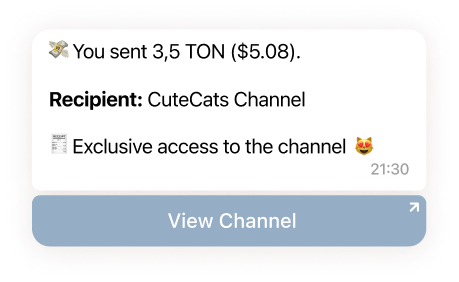 💸 You sent 3,5 TON ($5.08).
Recipient: CuteCats Channel
🧾 Exclusive access to the channel 😻
21:30
View Channel